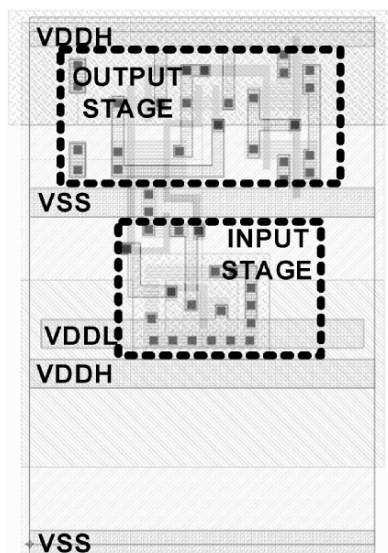 VDDH
OUTPUT
STAGE
VSS
INPUT
STAGE
VDDL
VDDH
VSS